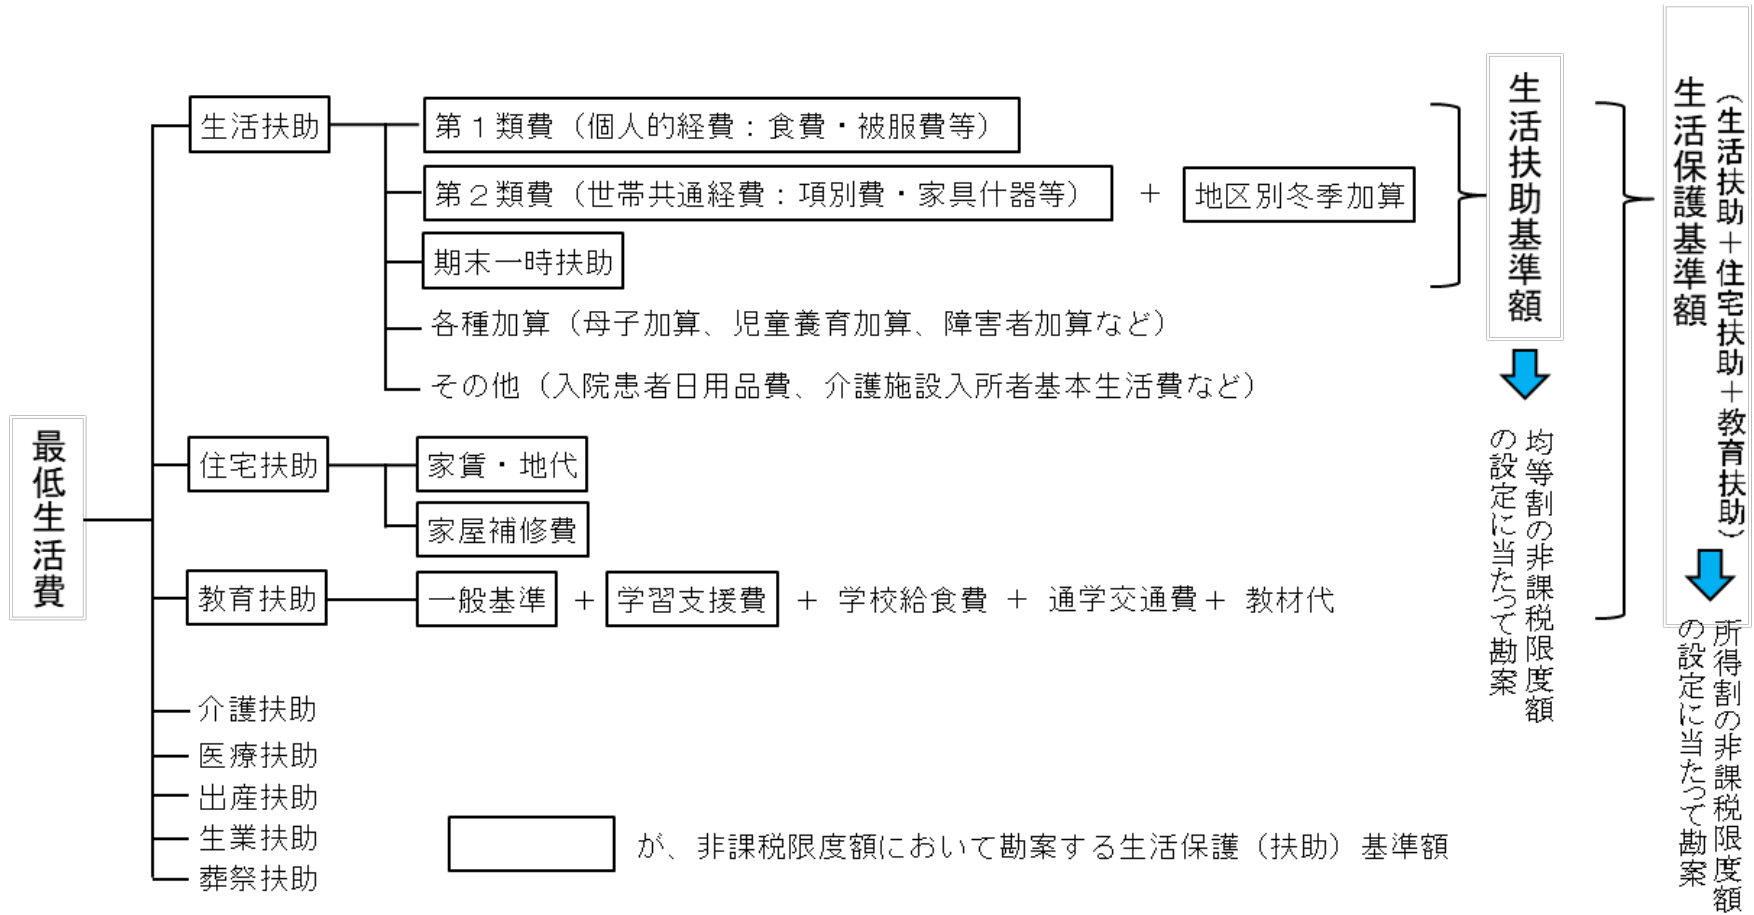 最低生活費
生活扶助
第１類費（個人的経費：食費・被服費等）
第２類費（世帯共通経費：項別費・家具什器等）
＋
地区別冬季加算
期末一時扶助
各種加算（母子加算、児童養育加算、障害者加算など）
その他（入院患者日用品費、介護施設入所者基本生活費など）
住宅扶助
家賃・地代
家屋補修費
教育扶助
一般基準 ＋ 学習支援費 ＋ 学校給食費 ＋ 通学交通費＋ 教材代
介護扶助
医療扶助
出産扶助
生業扶助
葬祭扶助
が、非課税限度額において勘案する生活保護（扶助）基準額
生活扶助基準額
均等割の非課税限度額
の設定に当たって勘案
（生活扶助＋住宅扶助＋教育扶助）
生活保護基準額
所得割の非課税限度額
の設定に当たって勘案